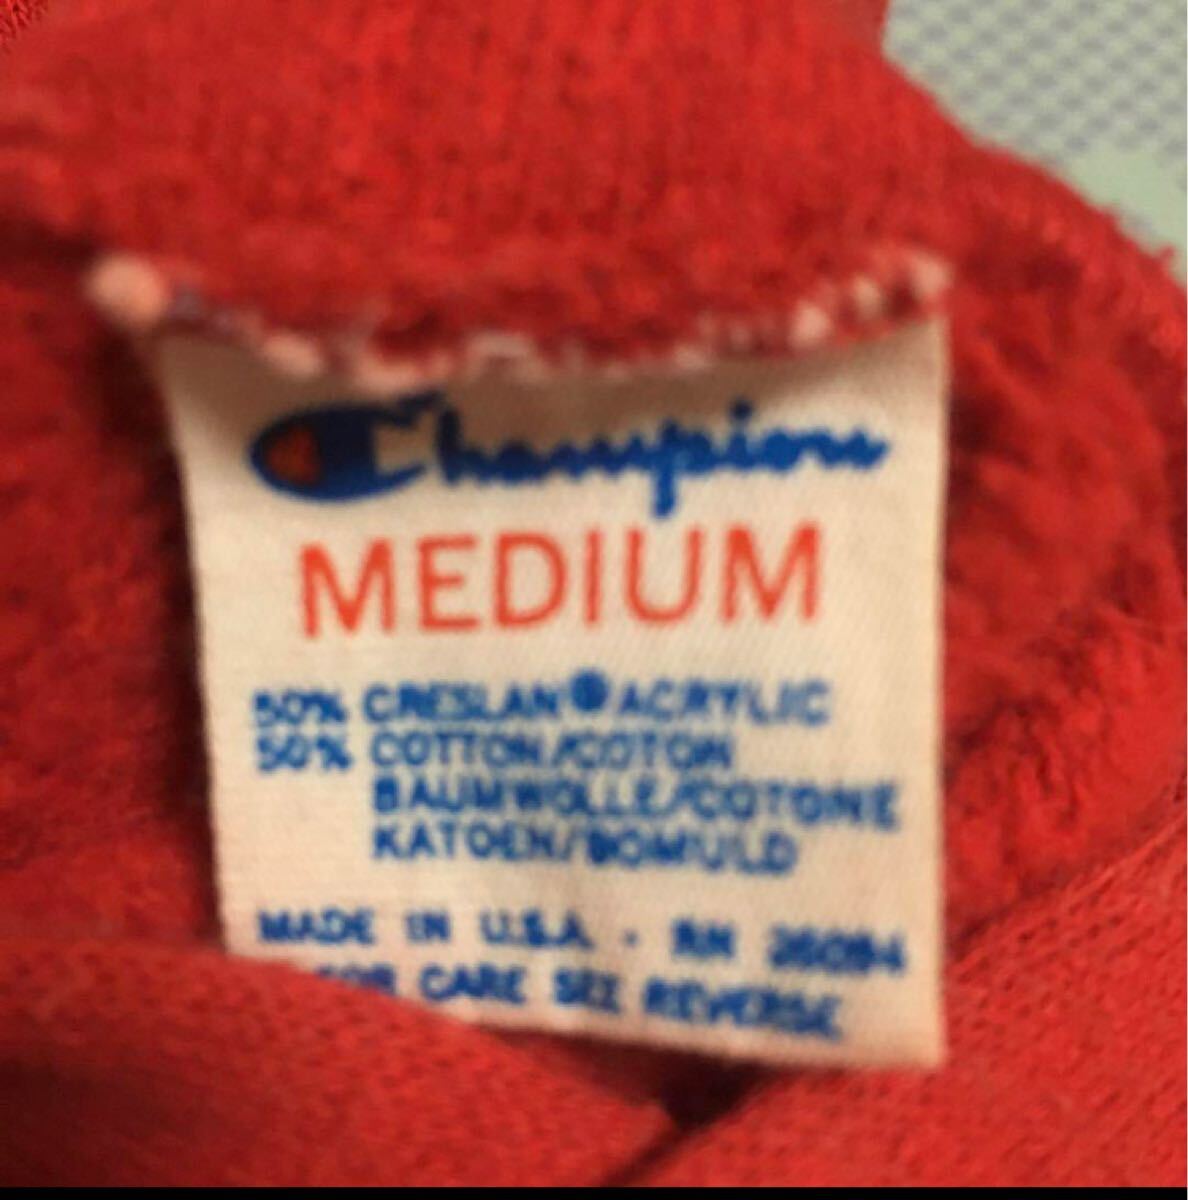 Champion
MEDIUM
50% CRESLAN® ACRYLIC
50% COTTON/COTON
BAUMWOLLE/COTONE
KATOEN/BOMULD
MADE IN U.S.A. · RN 26094
FOR CARE SEE REVERSE